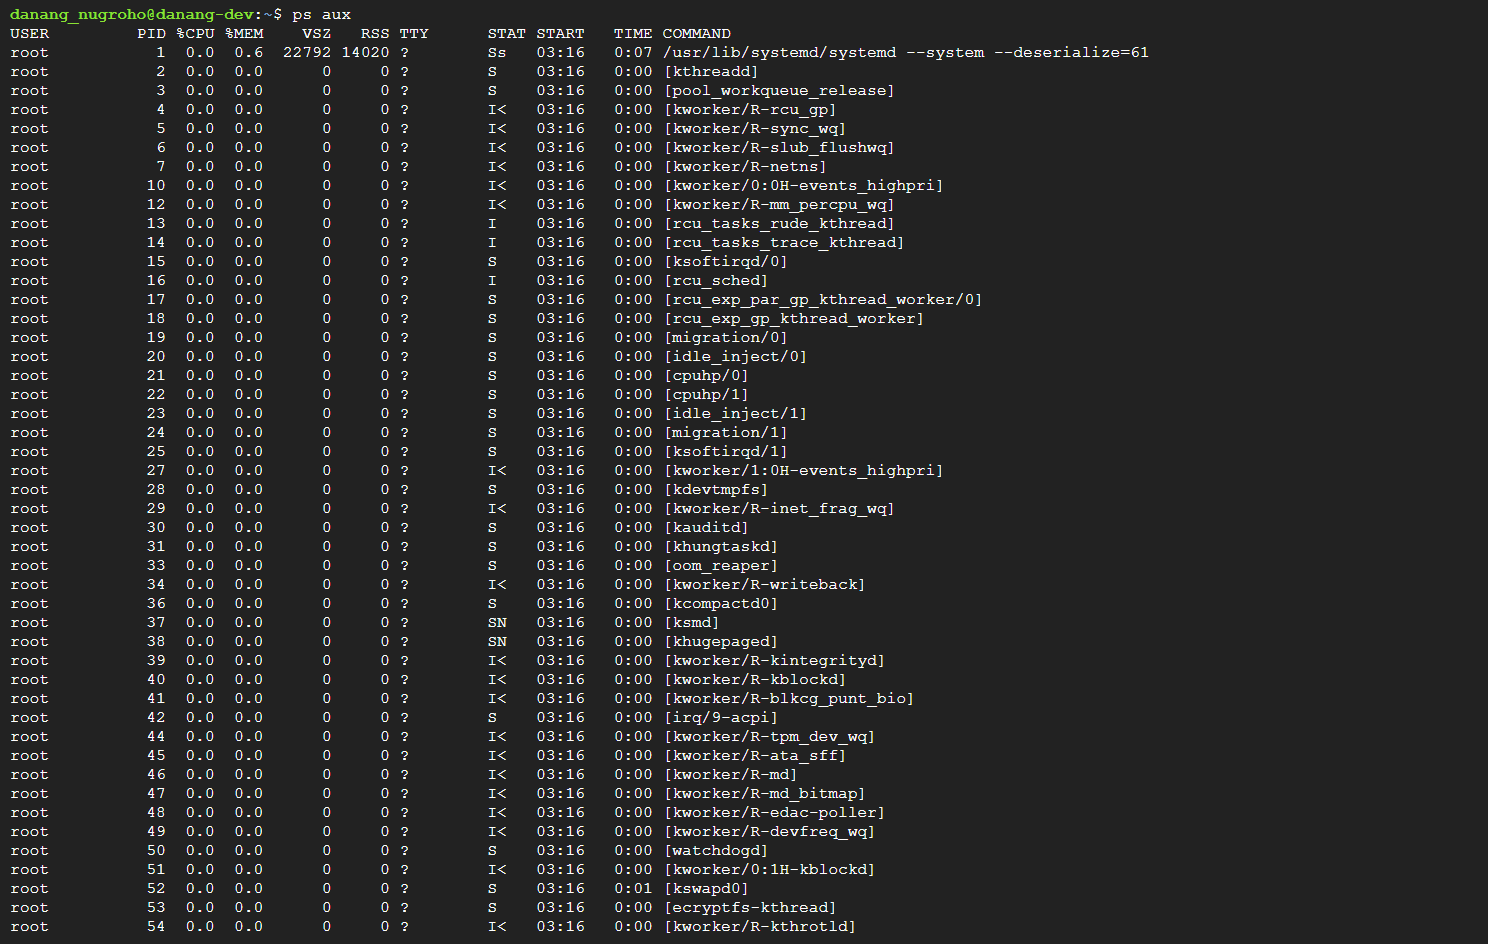 danang_nugroho@danang-dev:~$ ps aux
USER         PID %CPU %MEM    VSZ   RSS TTY      STAT START   TIME COMMAND
root           1  0.0  0.6  22792 14020 ?        Ss   03:16   0:07 /usr/lib/systemd/systemd --system --deserialize=61
root           2  0.0  0.0      0     0 ?        S    03:16   0:00 [kthreadd]
root           3  0.0  0.0      0     0 ?        S    03:16   0:00 [pool_workqueue_release]
root           4  0.0  0.0      0     0 ?        I<   03:16   0:00 [kworker/R-rcu_gp]
root           5  0.0  0.0      0     0 ?        I<   03:16   0:00 [kworker/R-sync_wq]
root           6  0.0  0.0      0     0 ?        I<   03:16   0:00 [kworker/R-slub_flushwq]
root           7  0.0  0.0      0     0 ?        I<   03:16   0:00 [kworker/R-netns]
root          10  0.0  0.0      0     0 ?        I<   03:16   0:00 [kworker/0:0H-events_highpri]
root          12  0.0  0.0      0     0 ?        I<   03:16   0:00 [kworker/R-mm_percpu_wq]
root          13  0.0  0.0      0     0 ?        I    03:16   0:00 [rcu_tasks_rude_kthread]
root          14  0.0  0.0      0     0 ?        I    03:16   0:00 [rcu_tasks_trace_kthread]
root          15  0.0  0.0      0     0 ?        S    03:16   0:00 [ksoftirqd/0]
root          16  0.0  0.0      0     0 ?        I    03:16   0:00 [rcu_sched]
root          17  0.0  0.0      0     0 ?        S    03:16   0:00 [rcu_exp_par_gp_kthread_worker/0]
root          18  0.0  0.0      0     0 ?        S    03:16   0:00 [rcu_exp_gp_kthread_worker]
root          19  0.0  0.0      0     0 ?        S    03:16   0:00 [migration/0]
root          20  0.0  0.0      0     0 ?        S    03:16   0:00 [idle_inject/0]
root          21  0.0  0.0      0     0 ?        S    03:16   0:00 [cpuhp/0]
root          22  0.0  0.0      0     0 ?        S    03:16   0:00 [cpuhp/1]
root          23  0.0  0.0      0     0 ?        S    03:16   0:00 [idle_inject/1]
root          24  0.0  0.0      0     0 ?        S    03:16   0:00 [migration/1]
root          25  0.0  0.0      0     0 ?        S    03:16   0:00 [ksoftirqd/1]
root          27  0.0  0.0      0     0 ?        I<   03:16   0:00 [kworker/1:0H-events_highpri]
root          28  0.0  0.0      0     0 ?        S    03:16   0:00 [kdevtmpfs]
root          29  0.0  0.0      0     0 ?        I<   03:16   0:00 [kworker/R-inet_frag_wq]
root          30  0.0  0.0      0     0 ?        S    03:16   0:00 [kauditd]
root          31  0.0  0.0      0     0 ?        S    03:16   0:00 [khungtaskd]
root          33  0.0  0.0      0     0 ?        S    03:16   0:00 [oom_reaper]
root          34  0.0  0.0      0     0 ?        I<   03:16   0:00 [kworker/R-writeback]
root          36  0.0  0.0      0     0 ?        S    03:16   0:00 [kcompactd0]
root          37  0.0  0.0      0     0 ?        SN   03:16   0:00 [ksmd]
root          38  0.0  0.0      0     0 ?        SN   03:16   0:00 [khugepaged]
root          39  0.0  0.0      0     0 ?        I<   03:16   0:00 [kworker/R-kintegrityd]
root          40  0.0  0.0      0     0 ?        I<   03:16   0:00 [kworker/R-kblockd]
root          41  0.0  0.0      0     0 ?        I<   03:16   0:00 [kworker/R-blkcg_punt_bio]
root          42  0.0  0.0      0     0 ?        S    03:16   0:00 [irq/9-acpi]
root          44  0.0  0.0      0     0 ?        I<   03:16   0:00 [kworker/R-tpm_dev_wq]
root          45  0.0  0.0      0     0 ?        I<   03:16   0:00 [kworker/R-ata_sff]
root          46  0.0  0.0      0     0 ?        I<   03:16   0:00 [kworker/R-md]
root          47  0.0  0.0      0     0 ?        I<   03:16   0:00 [kworker/R-md_bitmap]
root          48  0.0  0.0      0     0 ?        I<   03:16   0:00 [kworker/R-edac-poller]
root          49  0.0  0.0      0     0 ?        I<   03:16   0:00 [kworker/R-devfreq_wq]
root          50  0.0  0.0      0     0 ?        S    03:16   0:00 [watchdogd]
root          51  0.0  0.0      0     0 ?        I<   03:16   0:00 [kworker/0:1H-kblockd]
root          52  0.0  0.0      0     0 ?        S    03:16   0:01 [kswapd0]
root          53  0.0  0.0      0     0 ?        S    03:16   0:00 [ecryptfs-kthread]
root          54  0.0  0.0      0     0 ?        I<   03:16   0:00 [kworker/R-kthrotld]